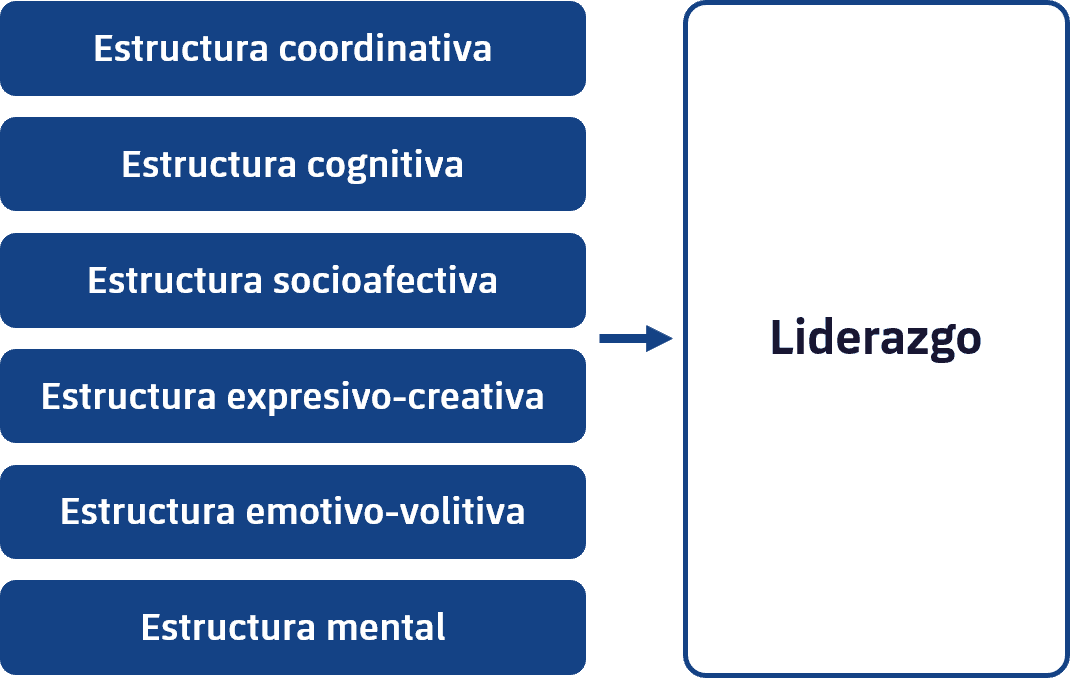 Estructura coordinativa
Estructura cognitiva
Estructura socioafectiva
Estructura expresivo-creativa
Estructura emotivo-volitiva
Estructura mental
Liderazgo